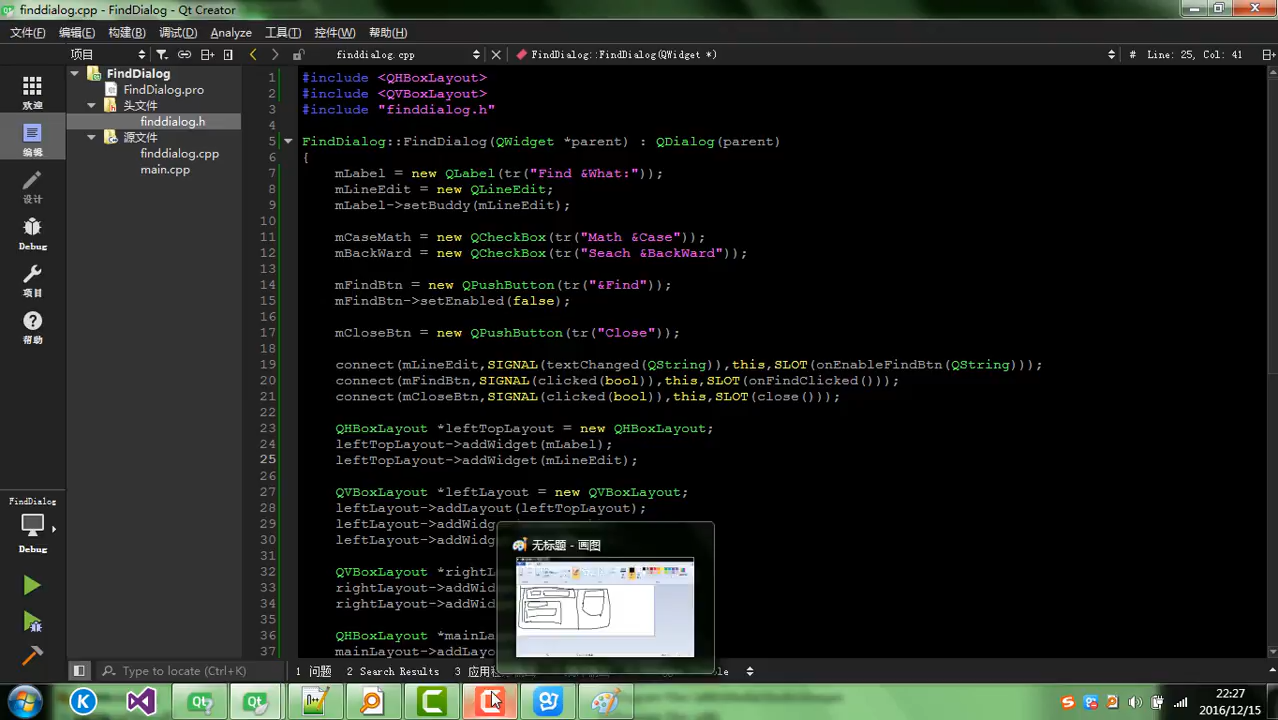 finddialog.cpp - FindDialog - Qt Creator
文件(F) 编辑(E) 构建(B) 调试(D) Analyze 工具(T) 控件(W) 帮助(H)
项目 finddialog.cpp FindDialog::FindDialog(QWidget *) # Line: 25, Col: 41
欢迎
编辑
设计
Debug
项目
帮助
FindDialog
Debug
FindDialog
FindDialog.pro
头文件
finddialog.h
源文件
finddialog.cpp
main.cpp
1 #include <QHBoxLayout>
2 #include <QVBoxLayout>
3 #include "finddialog.h"
4
5 FindDialog::FindDialog(QWidget *parent) : QDialog(parent)
6 {
7 mLabel = new QLabel(tr("Find &What:"));
8 mLineEdit = new QLineEdit;
9 mLabel->setBuddy(mLineEdit);
10
11 mCaseMath = new QCheckBox(tr("Math &Case"));
12 mBackWard = new QCheckBox(tr("Seach &BackWard"));
13
14 mFindBtn = new QPushButton(tr("&Find"));
15 mFindBtn->setEnabled(false);
16
17 mCloseBtn = new QPushButton(tr("Close"));
18
19 connect(mLineEdit,SIGNAL(textChanged(QString)),this,SLOT(onEnableFindBtn(QString)));
20 connect(mFindBtn,SIGNAL(clicked(bool)),this,SLOT(onFindClicked()));
21 connect(mCloseBtn,SIGNAL(clicked(bool)),this,SLOT(close()));
22
23 QHBoxLayout *leftTopLayout = new QHBoxLayout;
24 leftTopLayout->addWidget(mLabel);
25 leftTopLayout->addWidget(mLineEdit);
26
27 QVBoxLayout *leftLayout = new QVBoxLayout;
28 leftLayout->addLayout(leftTopLayout);
29 leftLayout->addWidg
30 leftLayout->addWidg
31
32 QVBoxLayout *rightL
33 rightLayout->addWid
34 rightLayout->addWid
35
36 QHBoxLayout *mainLa
37 mainLayout->addLayo
无标题 - 画图
Type to locate (Ctrl+K) 1 问题 2 Search Results 3 应用程
22:27
2016/12/15